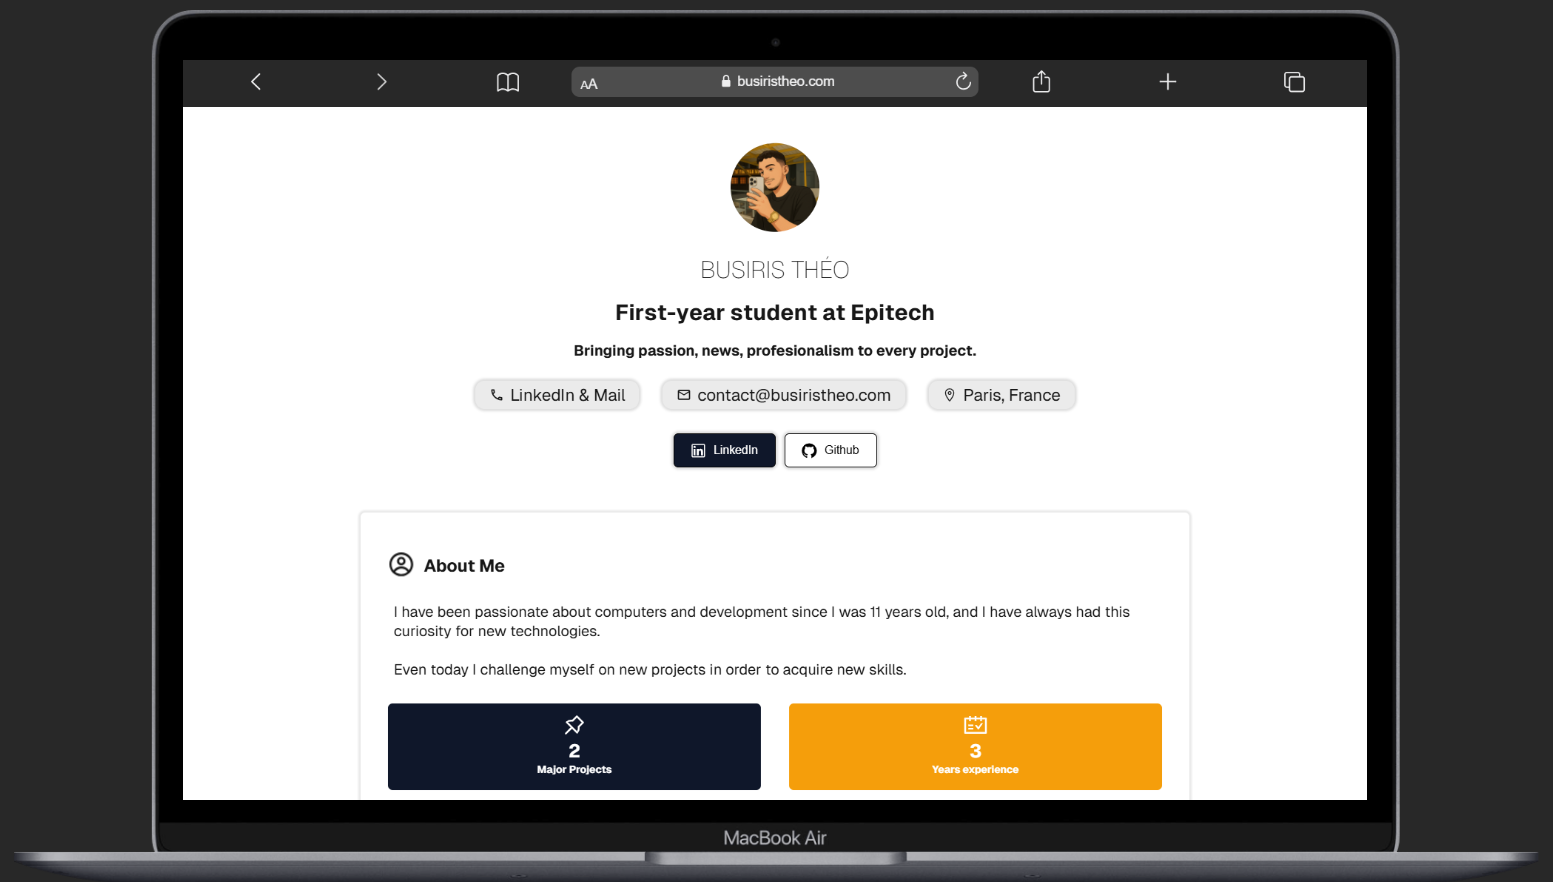 AA busiristheo.com
BUSIRIS THÉO
First-year student at Epitech
Bringing passion, news, profesionalism to every project.
LinkedIn & Mail contact@busiristheo.com Paris, France
LinkedIn Github
About Me
I have been passionate about computers and development since I was 11 years old, and I have always had this
curiosity for new technologies.
Even today I challenge myself on new projects in order to acquire new skills.
2
Major Projects
3
Years experience
MacBook Air